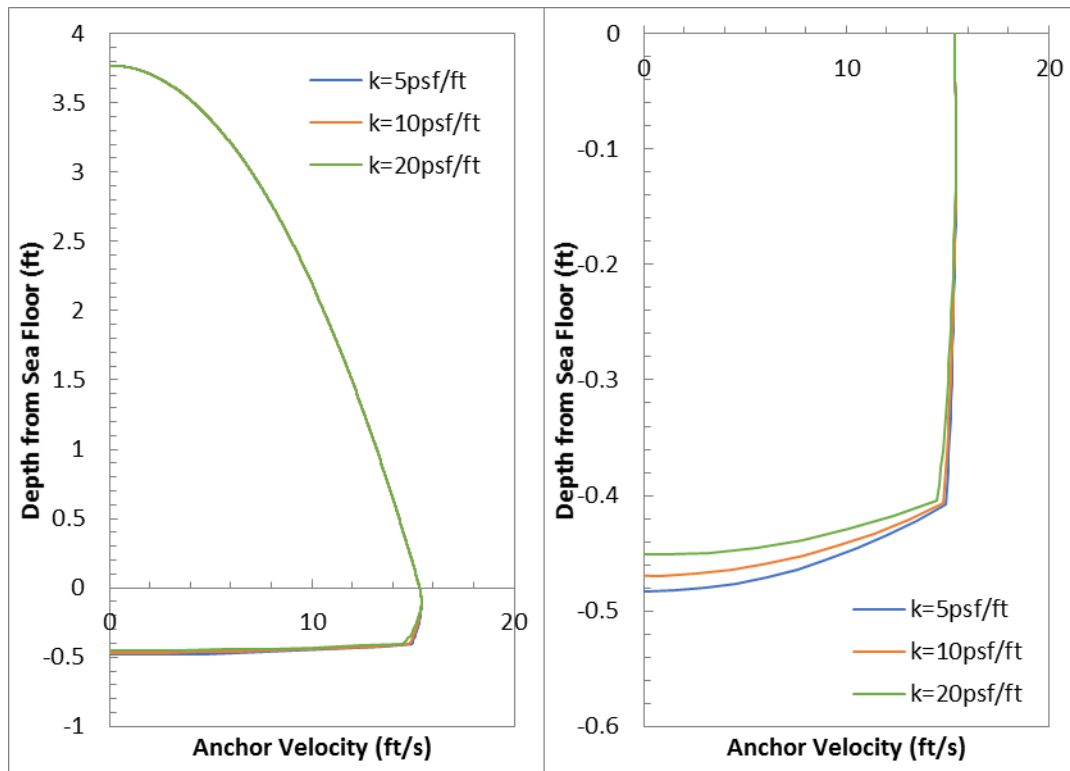 4
3.5
3
2.5
2
1.5
1
0.5
0
-0.5
-1
0
10
20
Depth from Sea Floor (ft)
Anchor Velocity (ft/s)
k=5psf/ft
k=10psf/ft
k=20psf/ft
0
-0.1
-0.2
-0.3
-0.4
-0.5
-0.6
0
10
20
Depth from Sea Floor (ft)
Anchor Velocity (ft/s)
k=5psf/ft
k=10psf/ft
k=20psf/ft